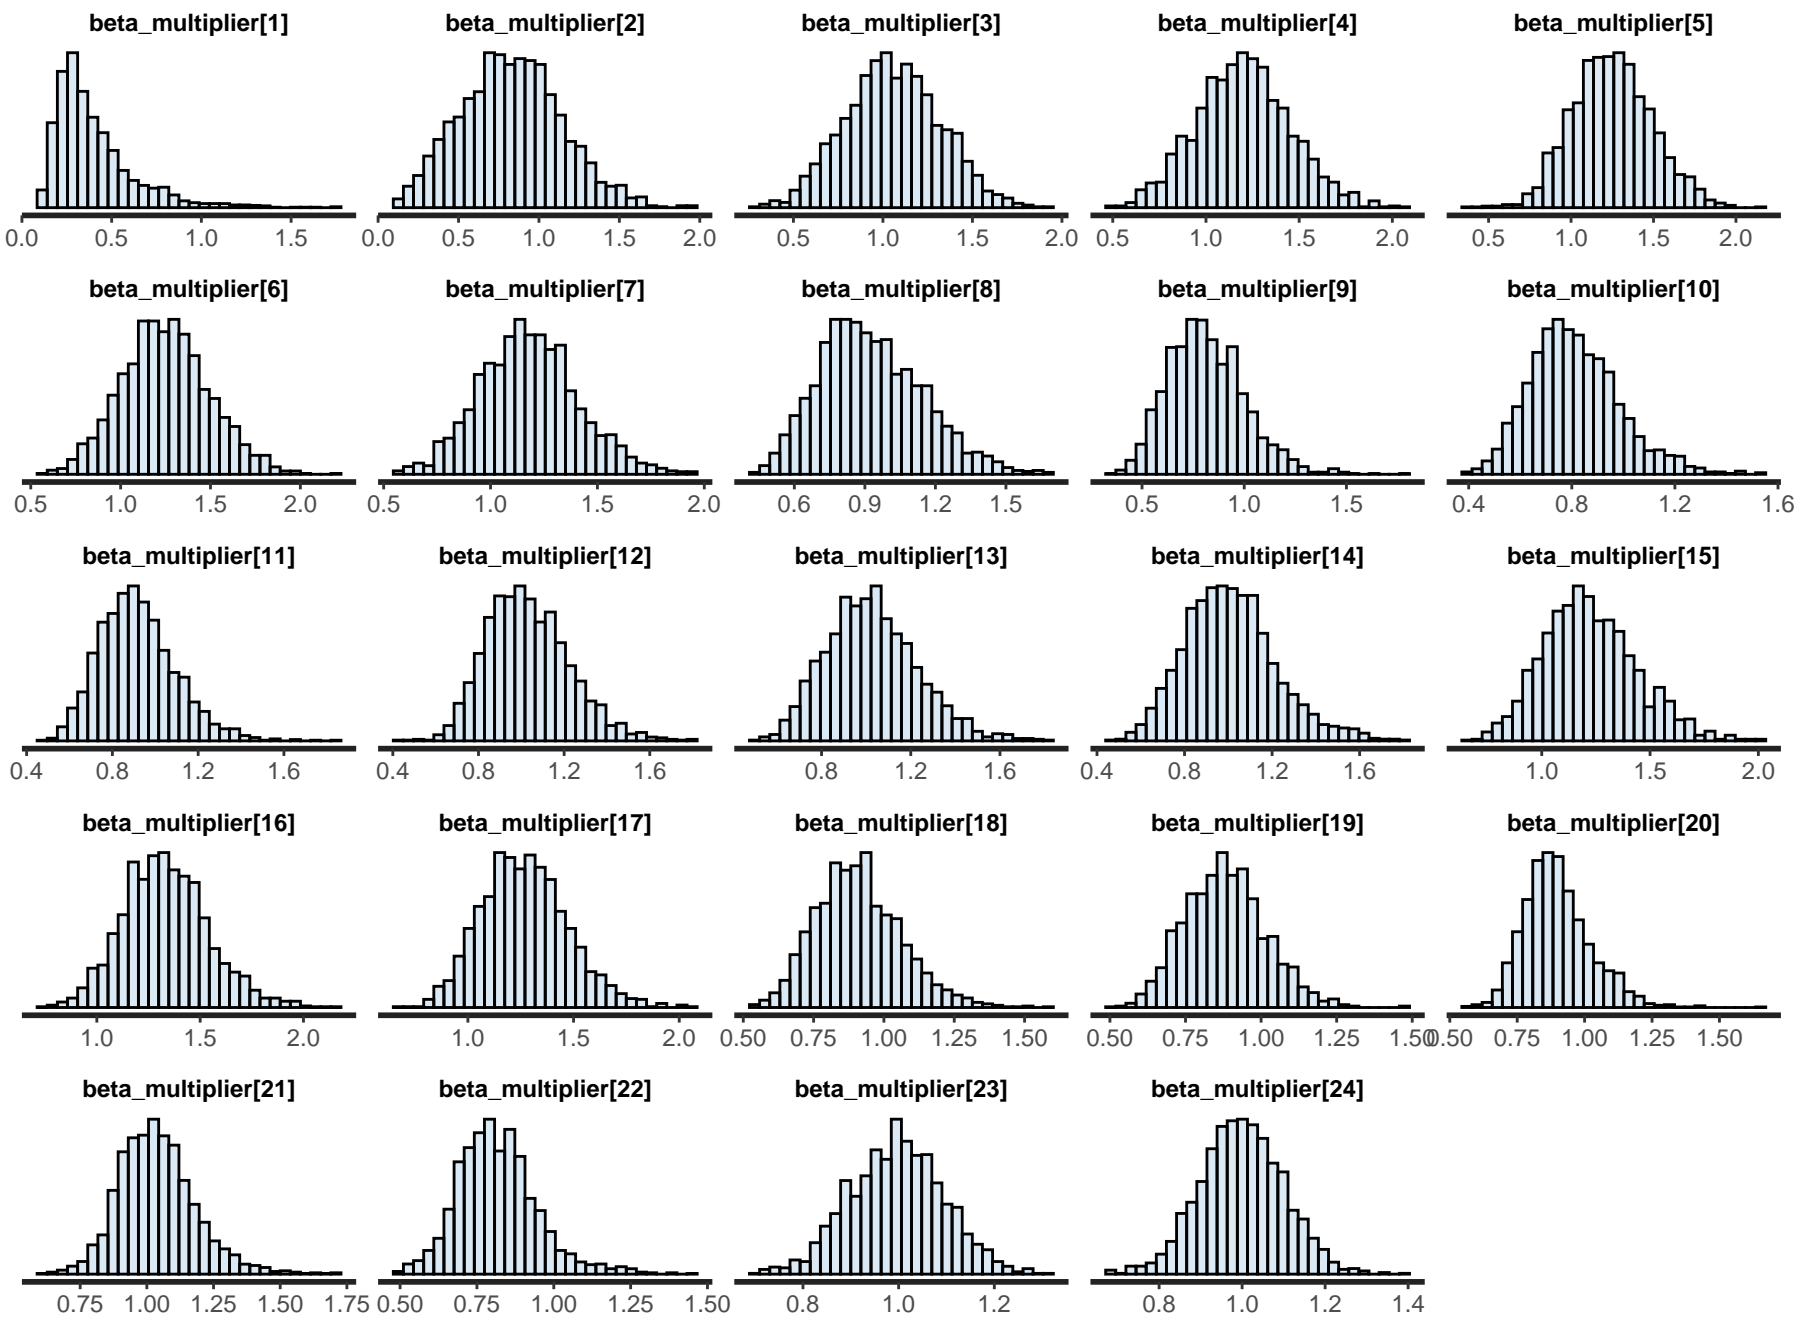 beta_multiplier[1] beta_multiplier[2] beta_multiplier[3] beta_multiplier[4] beta_multiplier[5]
0.0 0.5 1.0 1.5 0.0 0.5 1.0 1.5 2.0 0.5 1.0 1.5 2.0 0.5 1.0 1.5 2.0 0.5 1.0 1.5 2.0
beta_multiplier[6] beta_multiplier[7] beta_multiplier[8] beta_multiplier[9] beta_multiplier[10]
0.5 1.0 1.5 2.0 0.5 1.0 1.5 2.0 0.6 0.9 1.2 1.5 0.5 1.0 1.5 0.4 0.8 1.2 1.6
beta_multiplier[11] beta_multiplier[12] beta_multiplier[13] beta_multiplier[14] beta_multiplier[15]
0.4 0.8 1.2 1.6 0.4 0.8 1.2 1.6 0.8 1.2 1.6 0.4 0.8 1.2 1.6 1.0 1.5 2.0
beta_multiplier[16] beta_multiplier[17] beta_multiplier[18] beta_multiplier[19] beta_multiplier[20]
1.0 1.5 2.0 1.0 1.5 2.0 0.50 0.75 1.00 1.25 1.50 0.50 0.75 1.00 1.25 1.50 0.50 0.75 1.00 1.25 1.50
beta_multiplier[21] beta_multiplier[22] beta_multiplier[23] beta_multiplier[24]
0.75 1.00 1.25 1.50 1.75 0.50 0.75 1.00 1.25 1.50 0.8 1.0 1.2 0.8 1.0 1.2 1.4